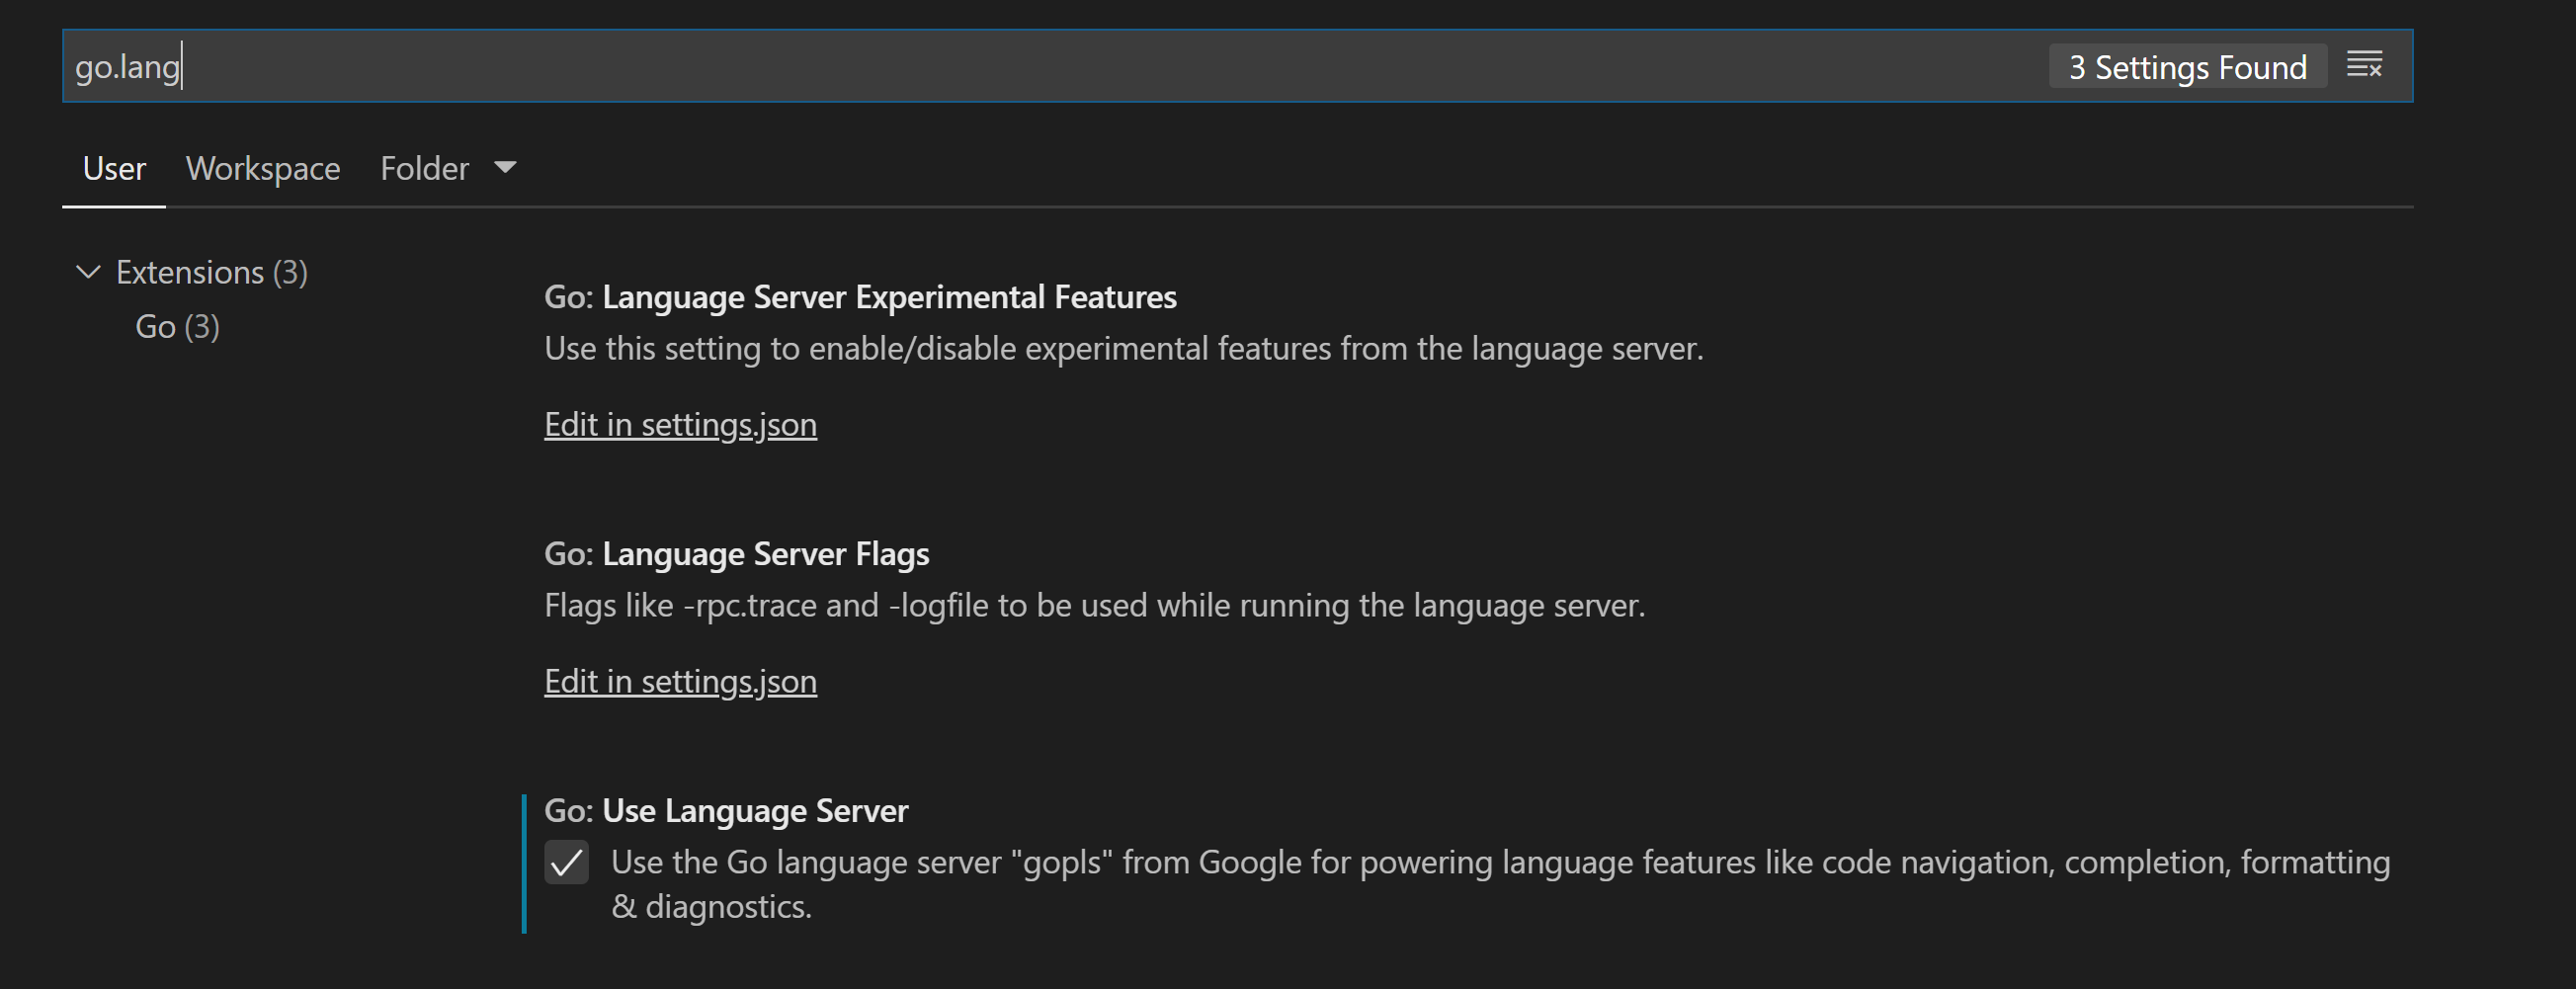 go.lang
3 Settings Found
User Workspace Folder
Extensions (3)
Go (3)
Go: Language Server Experimental Features
Use this setting to enable/disable experimental features from the language server.
Edit in settings.json
Go: Language Server Flags
Flags like -rpc.trace and -logfile to be used while running the language server.
Edit in settings.json
Go: Use Language Server
Use the Go language server "gopls" from Google for powering language features like code navigation, completion, formatting
& diagnostics.